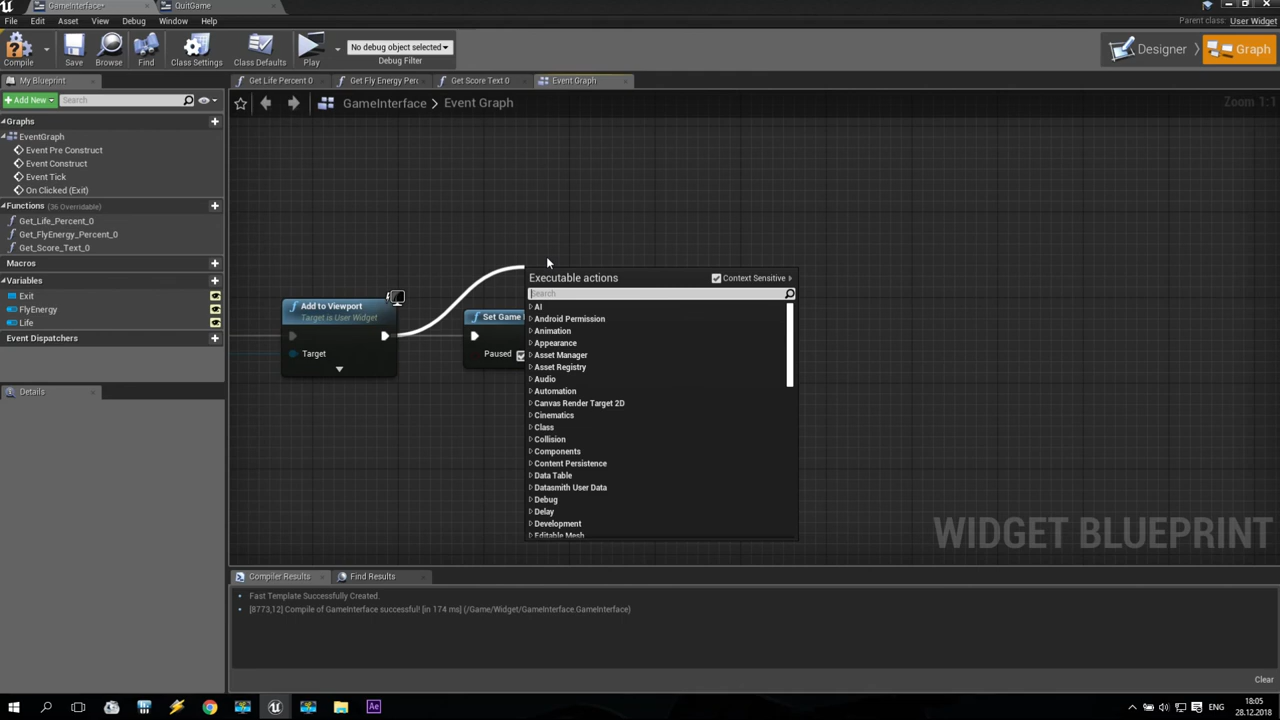 GameInterface*
QuitGame
File Edit Asset View Debug Window Help
Parent class: User Widget
Compile Save Browse Find Class Settings Class Defaults Play
No debug object selected
Debug Filter
Designer Graph
My Blueprint
Get Life Percent 0 Get Fly Energy Perc Get Score Text 0 Event Graph
Add New Search
GameInterface > Event Graph
Zoom 1:1
Graphs
EventGraph
Event Pre Construct
Event Construct
Event Tick
On Clicked (Exit)
Functions (36 Overridable)
Get_Life_Percent_0
Get_FlyEnergy_Percent_0
Get_Score_Text_0
Macros
Variables
Exit
FlyEnergy
Life
Event Dispatchers
Details
Add to Viewport
Target is User Widget
Target
Set Game
Paused
Executable actions
Context Sensitive
Search
AI
Android Permission
Animation
Appearance
Asset Manager
Asset Registry
Audio
Automation
Canvas Render Target 2D
Cinematics
Class
Collision
Components
Content Persistence
Data Table
Datasmith User Data
Debug
Delay
Development
Editable Mesh
WIDGET BLUEPRINT
Compiler Results Find Results
Fast Template Successfully Created.
[8773,12] Compile of GameInterface successful! [in 174 ms] (/Game/Widget/GameInterface.GameInterface)
Clear
ENG
18:05
28.12.2018